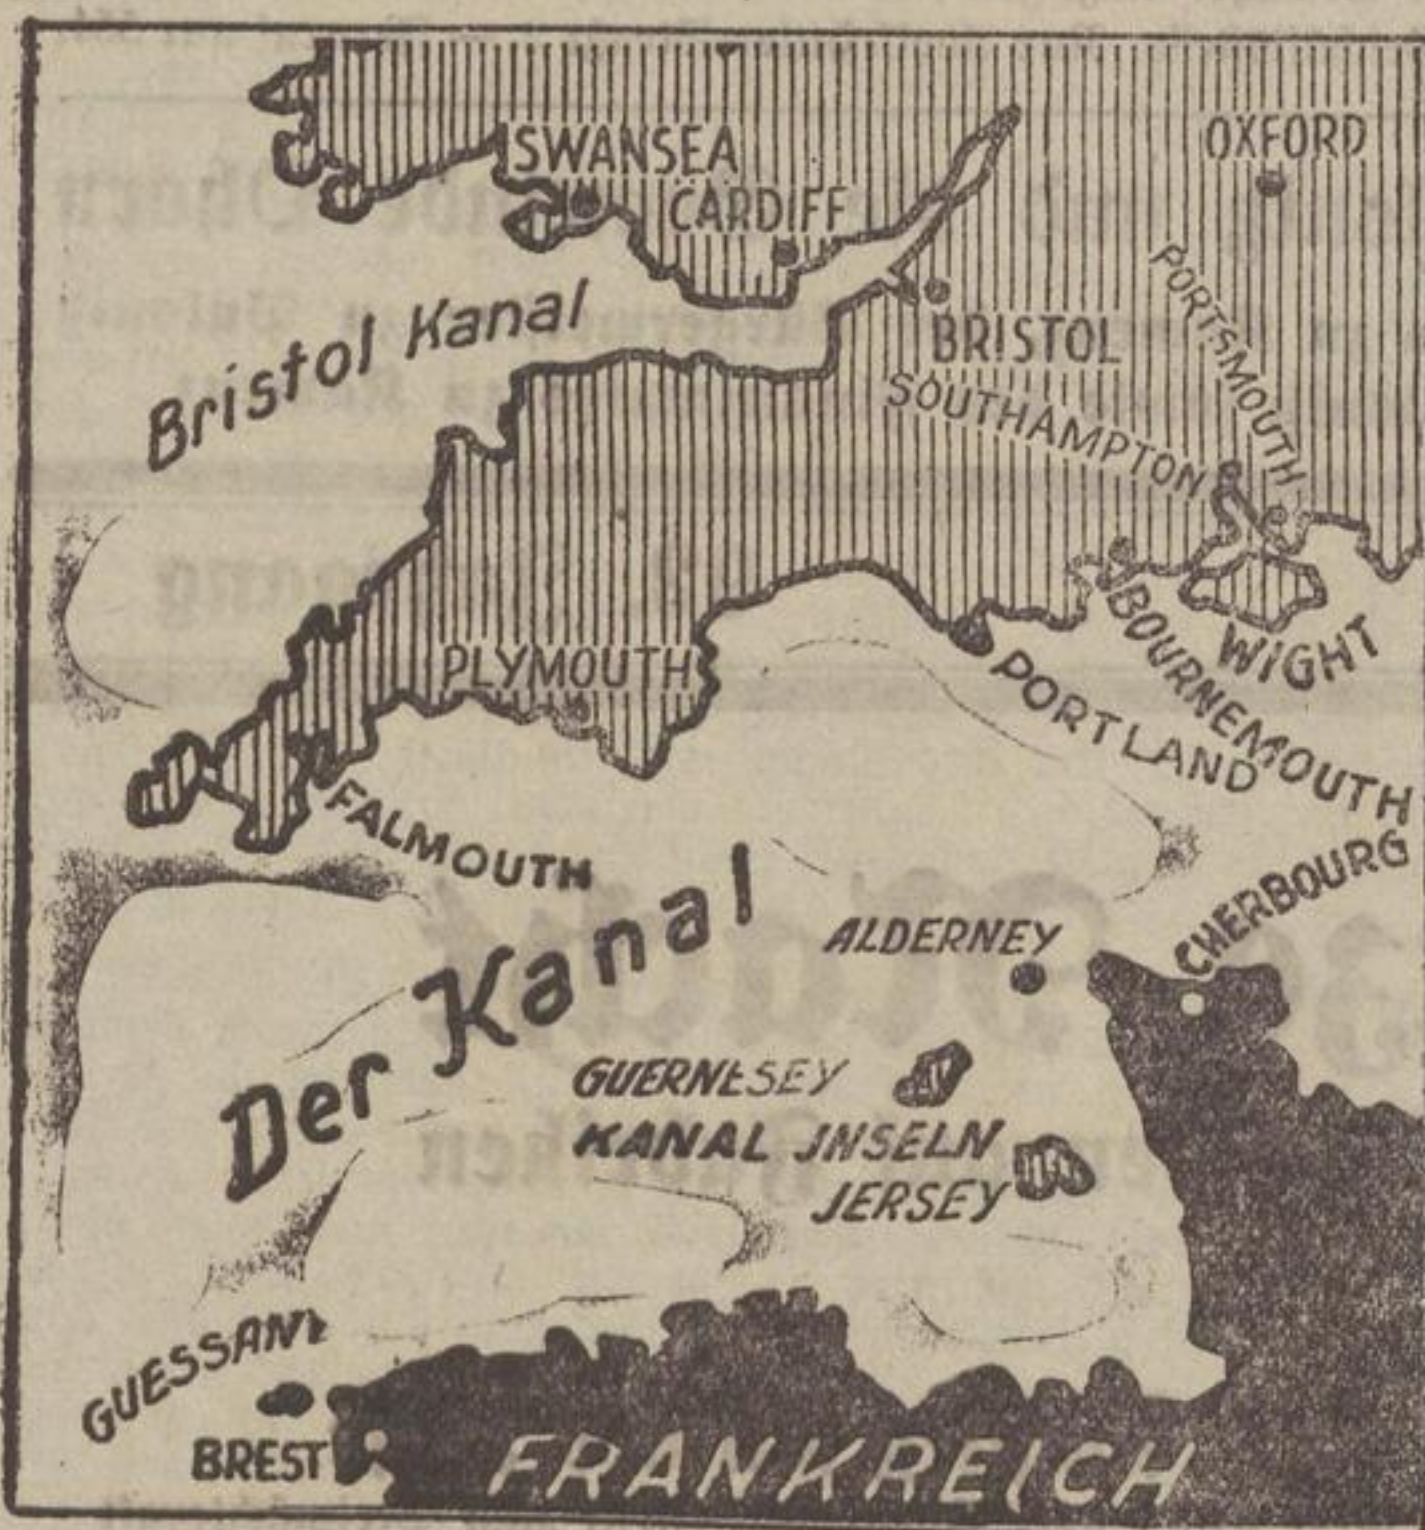 SWANSEA
OXFORD
CARDIFF
PORTSMOUTH
Bristol Kanal
BRISTOL
SOUTHAMPTON
PLYMOUTH
WIGHT
BOURNEMOUTH
PORTLAND
FALMOUTH
CHERBOURG
ALDERNEY
Der Kanal
GUERNESEY
KANAL JNSELN
JERSEY
GUESSANT
BREST
FRANKREICH